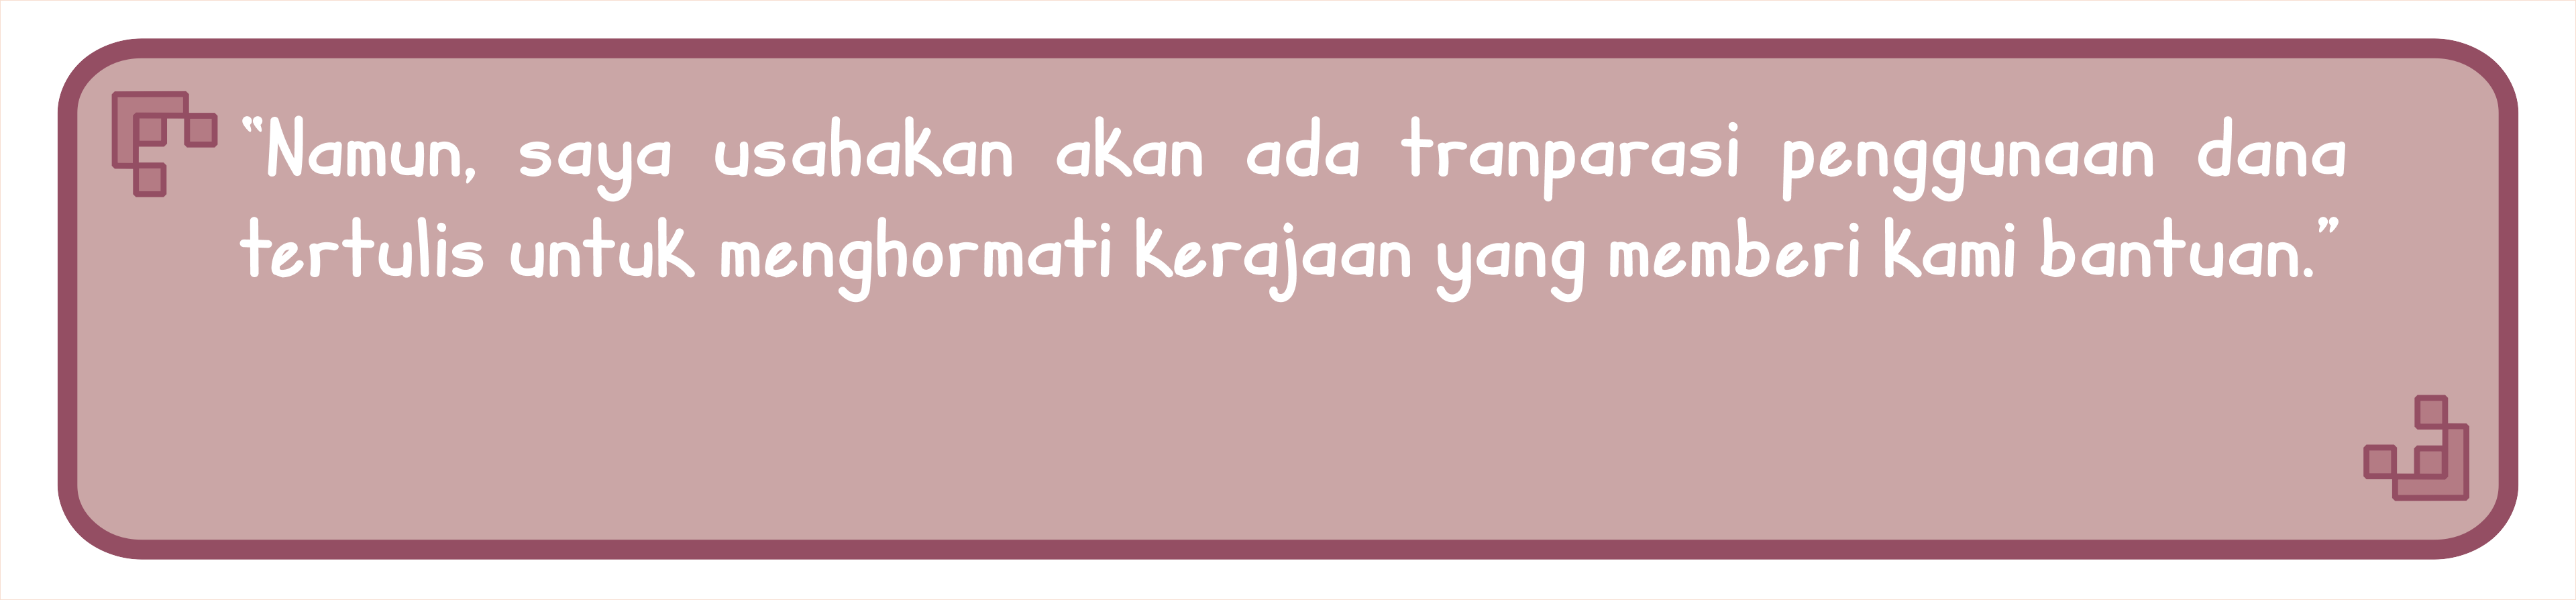 “Namun, saya usahakan akan ada tranparasi penggunaan dana
tertulis untuk menghormati kerajaan yang memberi kami bantuan.”